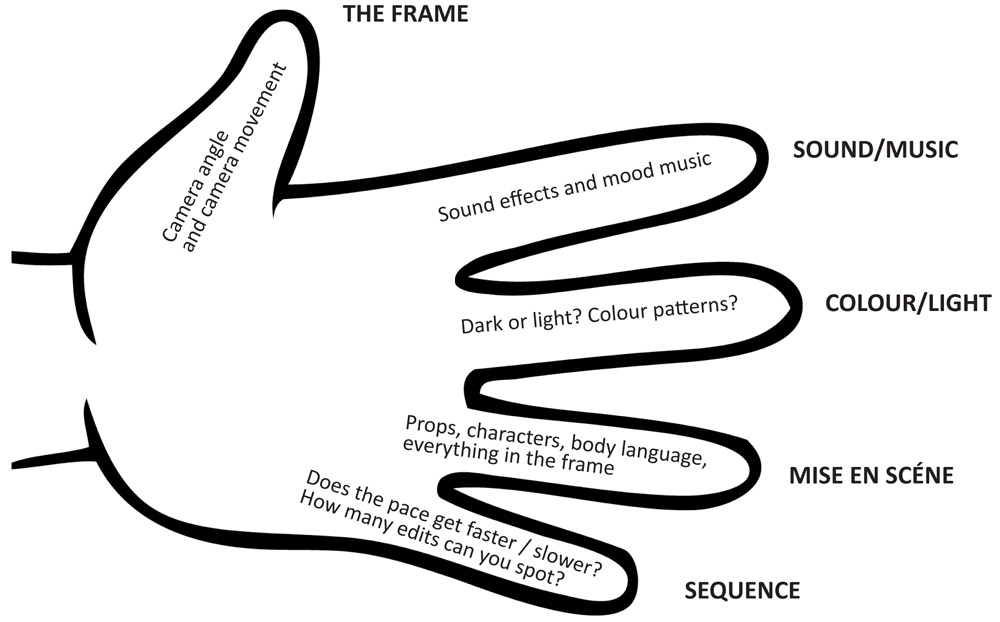 THE FRAME
Camera angle
and camera movement
SOUND/MUSIC
Sound effects and mood music
COLOUR/LIGHT
Dark or light? Colour patterns?
MISE EN SCÉNE
Props, characters, body language,
everything in the frame
SEQUENCE
Does the pace get faster / slower?
How many edits can you spot?